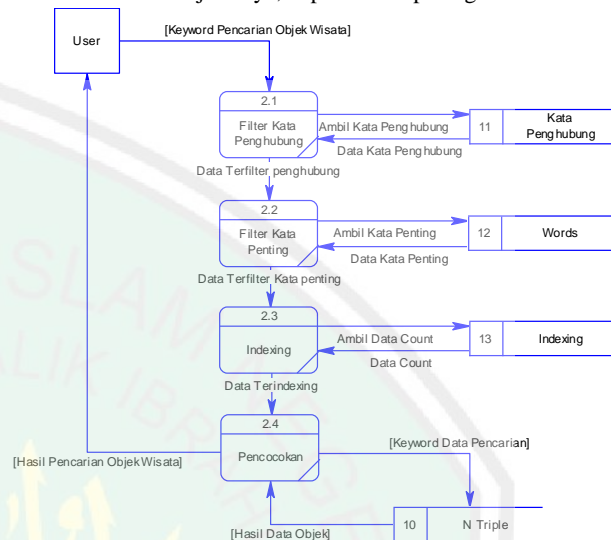 User
[Keyword Pencarian Objek Wisata]
2.1
Filter Kata
Penghubung
Ambil Kata Penghubung
Data Kata Penghubung
11
Kata
Penghubung
Data Terfilter penghubung
2.2
Filter Kata
Penting
Ambil Kata Penting
Data Kata Penting
12
Words
Data Terfilter Kata penting
2.3
Indexing
Ambil Data Count
Data Count
13
Indexing
Data Terindexing
2.4
Pencocokan
[Keyword Data Pencarian]
[Hasil Pencarian Objek Wisata]
10
N Triple
[Hasil Data Objek]